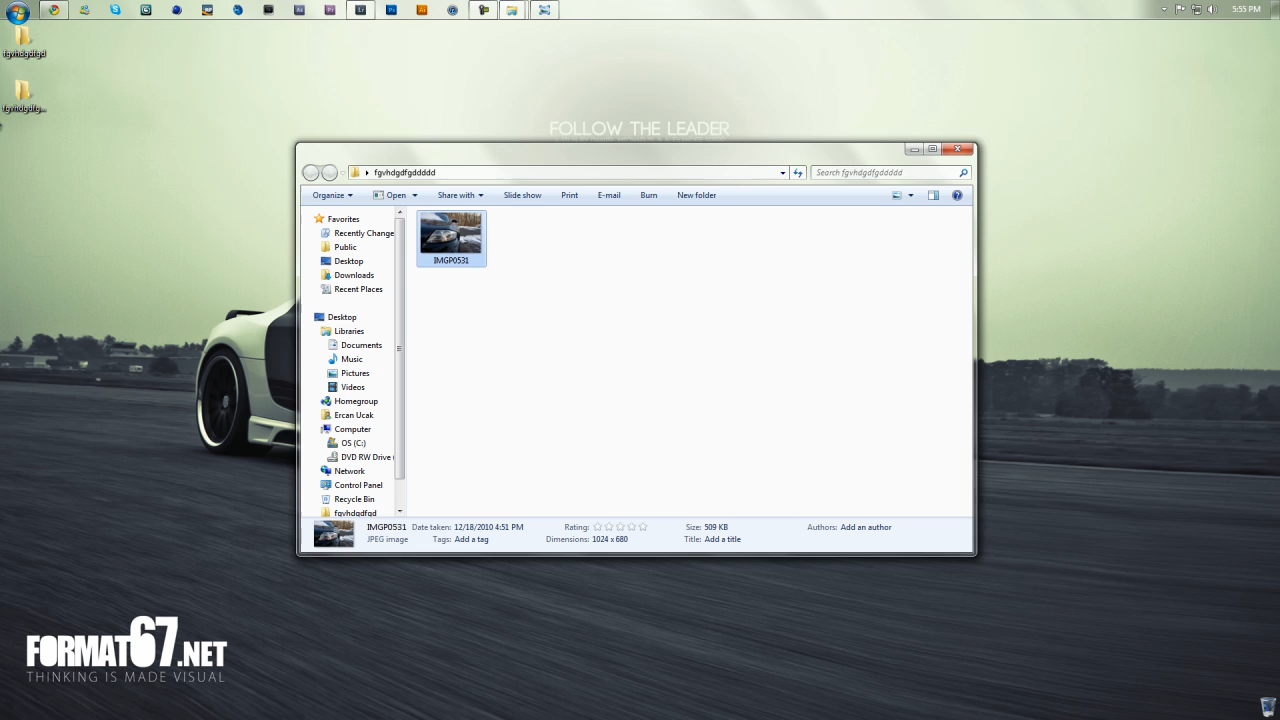 5:55 PM
fgvhdgdfgd
fgvhdgdfg...
FOLLOW THE LEADER
fgvhdgdfgddddd
Search fgvhdgdfgddddd
Organize
Open
Share with
Slide show
Print
E-mail
Burn
New folder
Favorites
Recently Change
Public
Desktop
Downloads
Recent Places
Desktop
Libraries
Documents
Music
Pictures
Videos
Homegroup
Ercan Ucak
Computer
OS (C:)
DVD RW Drive (
Network
Control Panel
Recycle Bin
fgvhdgdfgd
IMGP0531
IMGP0531 Date taken: 12/18/2010 4:51 PM Rating: Size: 509 KB Authors: Add an author
JPEG image Tags: Add a tag Dimensions: 1024 x 680 Title: Add a title
FORMAT67.NET
THINKING IS MADE VISUAL